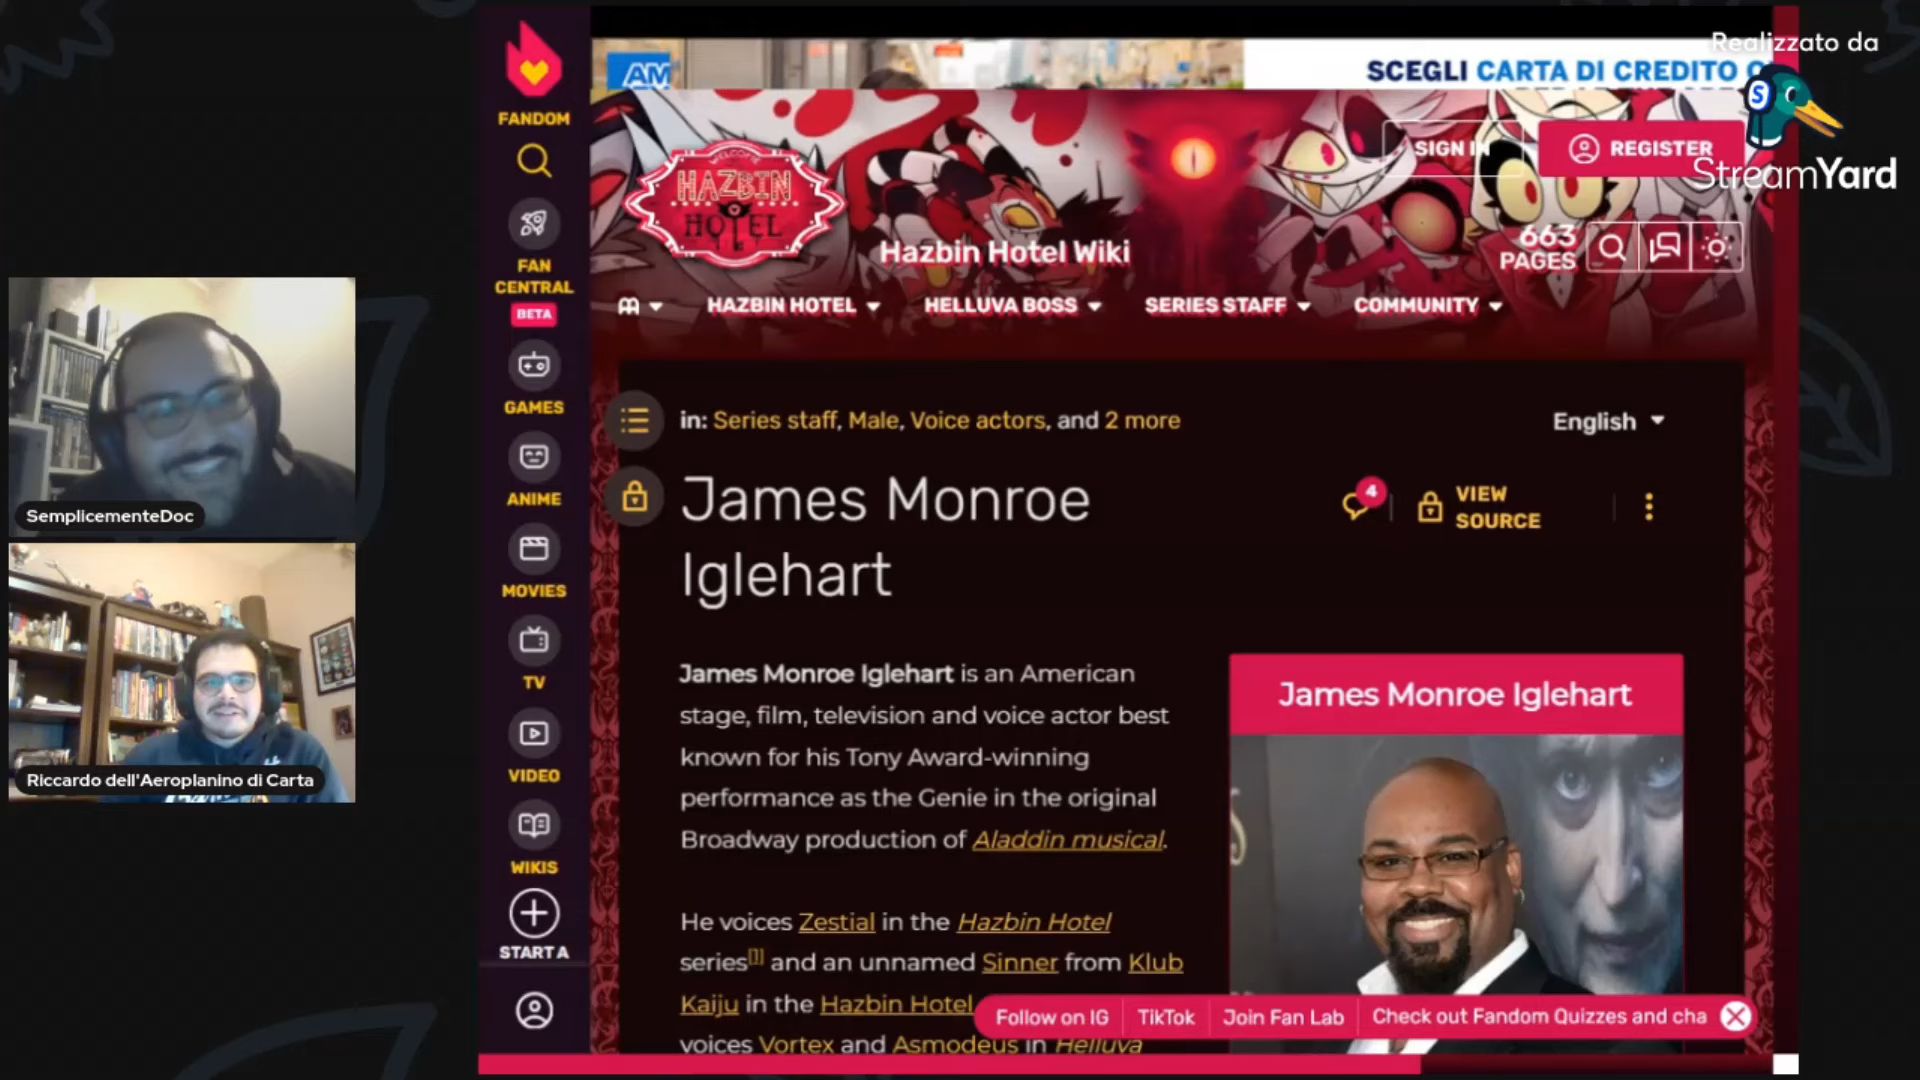 Realizzato da
StreamYard
AM
SCEGLI CARTA DI CREDITO
FANDOM
FAN
CENTRAL
BETA
GAMES
ANIME
MOVIES
TV
VIDEO
WIKIS
START A
WELCOME
HAZBIN
HOTEL
Hazbin Hotel Wiki
SIGN IN
REGISTER
663
PAGES
HAZBIN HOTEL
HELLUVA BOSS
SERIES STAFF
COMMUNITY
in: Series staff, Male, Voice actors, and 2 more
English
James Monroe
Iglehart
4
VIEW
SOURCE
James Monroe Iglehart is an American
stage, film, television and voice actor best
known for his Tony Award-winning
performance as the Genie in the original
Broadway production of Aladdin musical.
He voices Zestial in the Hazbin Hotel
series[1] and an unnamed Sinner from Klub
Kaiju in the Hazbin Hotel
voices Vortex and Asmodeus in Helluva
James Monroe Iglehart
Follow on IG
TikTok
Join Fan Lab
Check out Fandom Quizzes and cha
SemplicementeDoc
Riccardo dell'Aeroplanino di Carta